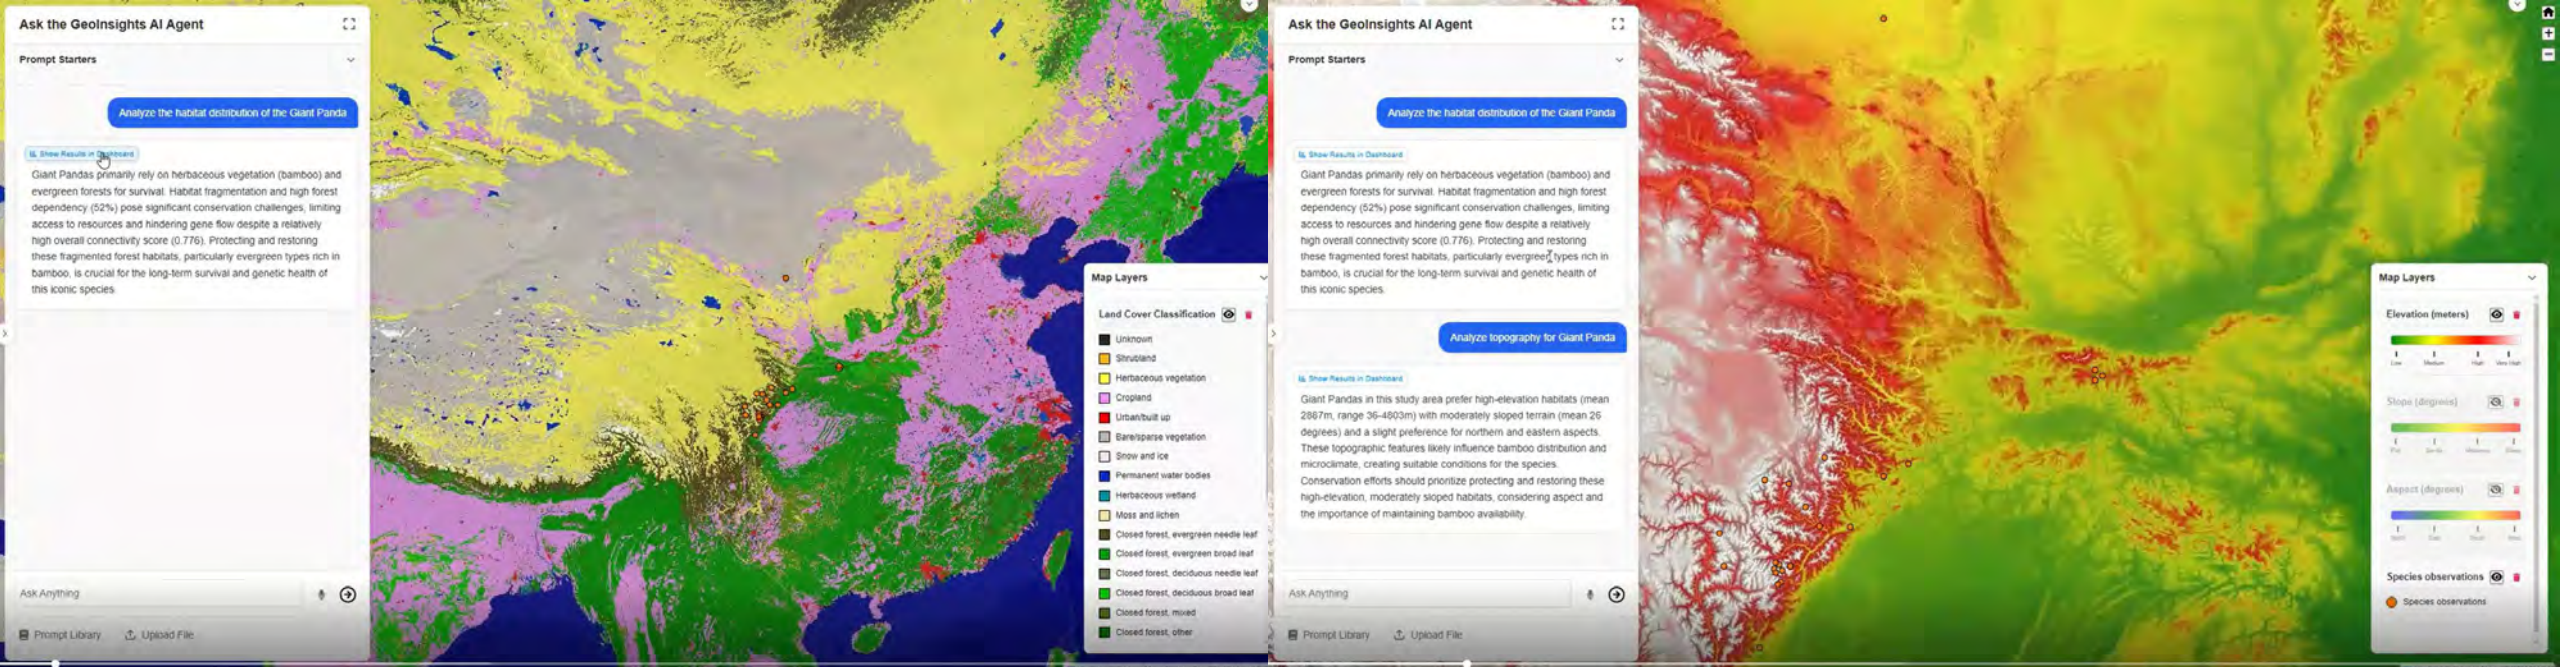 Ask the GeoInsights AI Agent
Prompt Starters
Analyze the habitat distribution of the Giant Panda
Show Results in Dashboard
Giant Pandas primarily rely on herbaceous vegetation (bamboo) and
evergreen forests for survival. Habitat fragmentation and high forest
dependency (52%) pose significant conservation challenges, limiting
access to resources and hindering gene flow despite a relatively
high overall connectivity score (0.776). Protecting and restoring
these fragmented forest habitats, particularly evergreen types rich in
bamboo, is crucial for the long-term survival and genetic health of
this iconic species.
Ask Anything
Prompt Library
Upload File
Map Layers
Land Cover Classification
Unknown
Shrubland
Herbaceous vegetation
Cropland
Urban/built up
Bare/sparse vegetation
Snow and ice
Permanent water bodies
Herbaceous wetland
Moss and lichen
Closed forest, evergreen needle leaf
Closed forest, evergreen broad leaf
Closed forest, deciduous needle leaf
Closed forest, deciduous broad leaf
Closed forest, mixed
Closed forest, other
Ask the GeoInsights AI Agent
Prompt Starters
Analyze the habitat distribution of the Giant Panda
Show Results in Dashboard
Giant Pandas primarily rely on herbaceous vegetation (bamboo) and
evergreen forests for survival. Habitat fragmentation and high forest
dependency (52%) pose significant conservation challenges, limiting
access to resources and hindering gene flow despite a relatively
high overall connectivity score (0.776). Protecting and restoring
these fragmented forest habitats, particularly evergreen types rich in
bamboo, is crucial for the long-term survival and genetic health of
this iconic species.
Analyze topography for Giant Panda
Show Results in Dashboard
Giant Pandas in this study area prefer high-elevation habitats (mean
2867m, range 36-4803m) with moderately sloped terrain (mean 26
degrees) and a slight preference for northern and eastern aspects.
These topographic features likely influence bamboo distribution and
microclimate, creating suitable conditions for the species.
Conservation efforts should prioritize protecting and restoring these
high-elevation, moderately sloped habitats, considering aspect and
the importance of maintaining bamboo availability.
Ask Anything
Prompt Library
Upload File
Map Layers
Elevation (meters)
Low Medium High Very High
Slope (degrees)
Aspect (degrees)
Species observations
Species observations